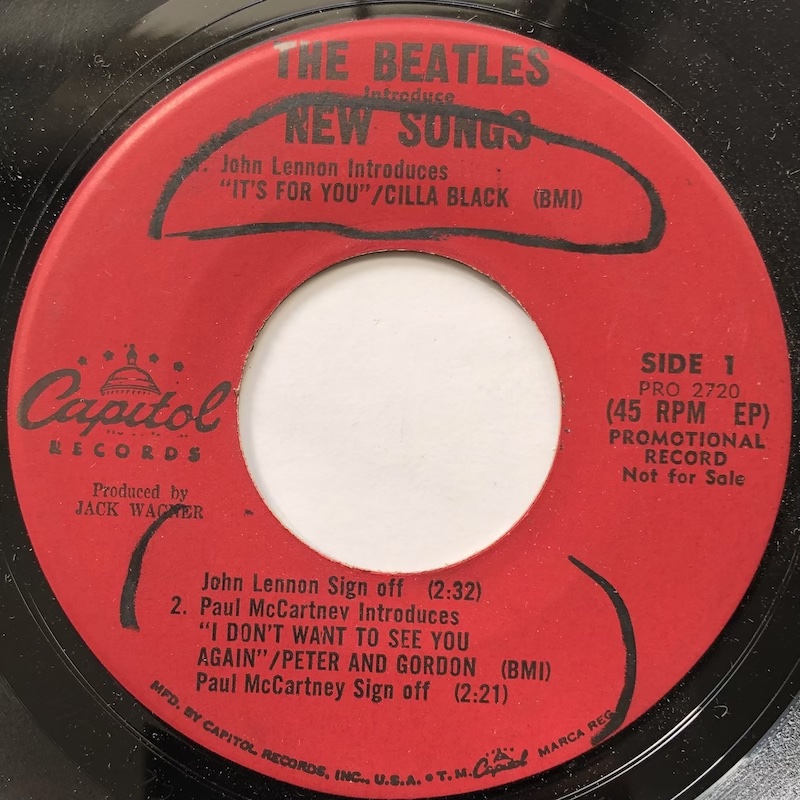 THE BEATLES
Introduce
NEW SONGS
1. John Lennon Introduces
"IT'S FOR YOU"/CILLA BLACK (BMI)
Capitol
RECORDS
Produced by
JACK WAGNER
SIDE 1
PRO 2720
(45 RPM EP)
PROMOTIONAL
RECORD
Not for Sale
John Lennon Sign off (2:32)
2. Paul McCartney Introduces
"I DON'T WANT TO SEE YOU
AGAIN"/PETER AND GORDON (BMI)
Paul McCartney Sign off (2:21)
MFD. BY CAPITOL RECORDS, INC., U.S.A. • T.M. Capitol MARCA REG.